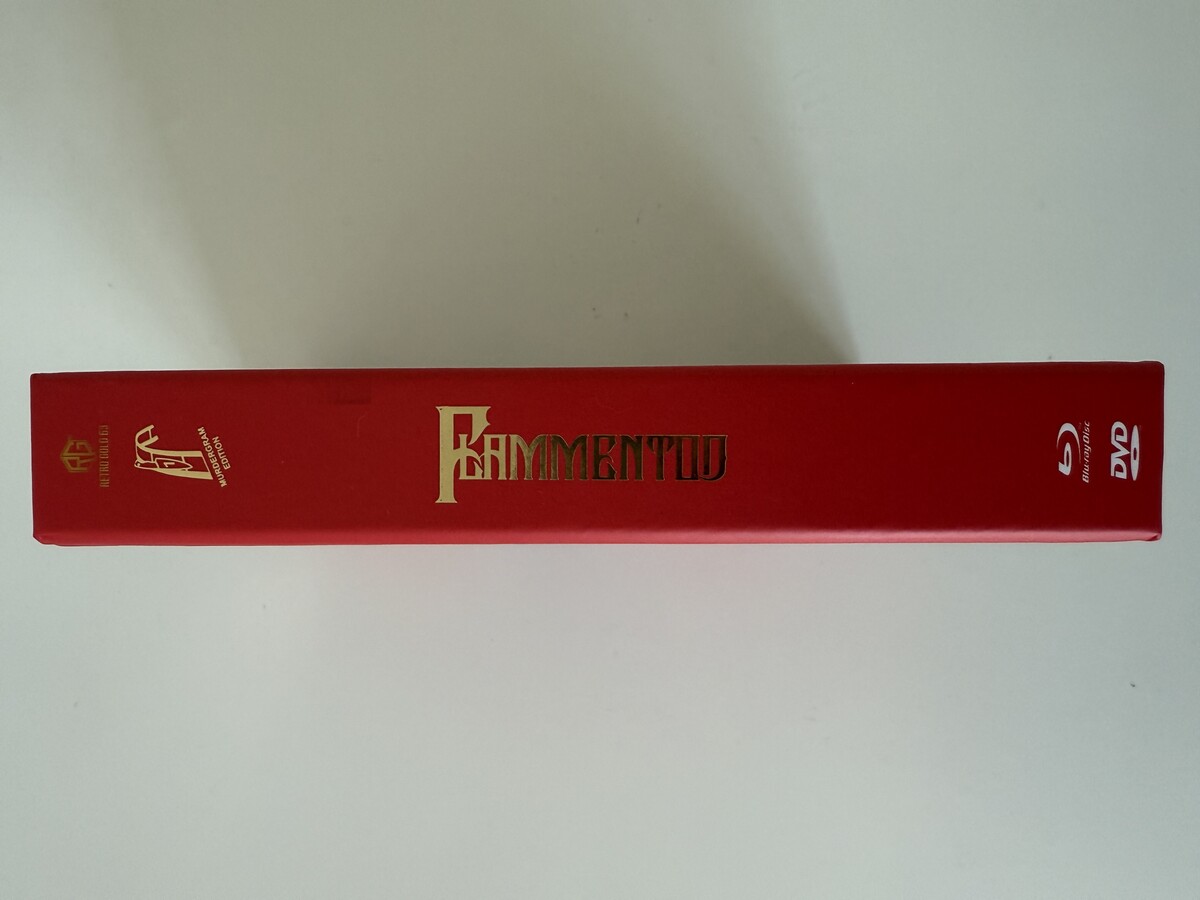 RETRO GOLD 63
MURDERGRAM
EDITION
FLAMMENTOD
Blu-ray Disc
DVD